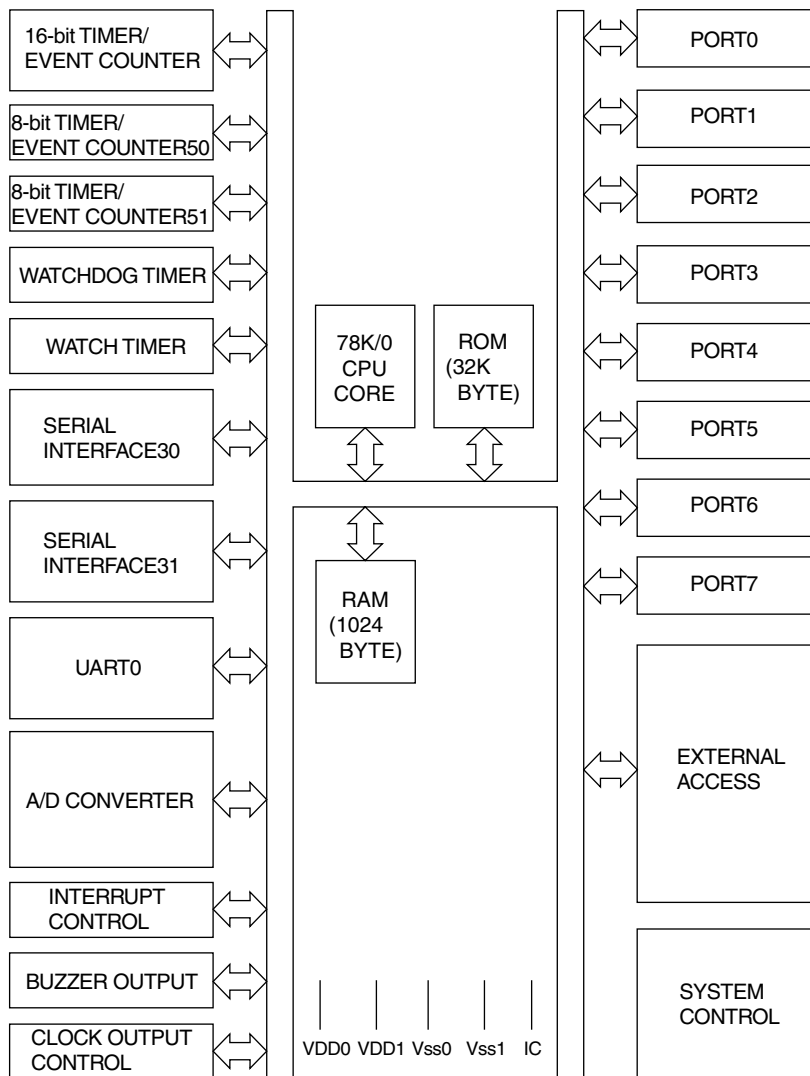 16-bit TIMER/
EVENT COUNTER
8-bit TIMER/
EVENT COUNTER50
8-bit TIMER/
EVENT COUNTER51
WATCHDOG TIMER
WATCH TIMER
SERIAL
INTERFACE30
SERIAL
INTERFACE31
UART0
A/D CONVERTER
INTERRUPT
CONTROL
BUZZER OUTPUT
CLOCK OUTPUT
CONTROL
78K/0
CPU
CORE
ROM
(32K
BYTE)
RAM
(1024
BYTE)
VDD0 VDD1 Vss0 Vss1 IC
PORT0
PORT1
PORT2
PORT3
PORT4
PORT5
PORT6
PORT7
EXTERNAL
ACCESS
SYSTEM
CONTROL